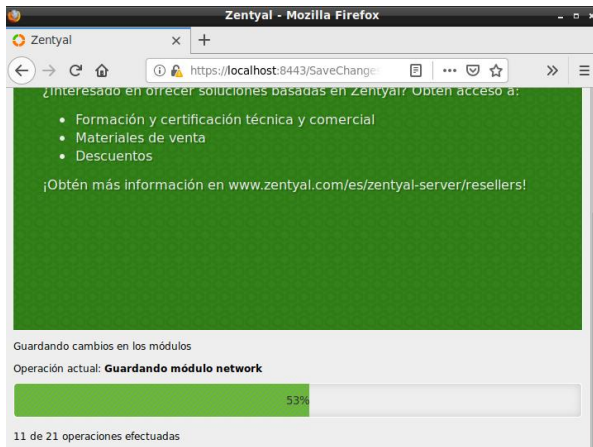 Zentyal - Mozilla Firefox
Zentyal
https://localhost:8443/SaveChange
¿Interesado en ofrecer soluciones basadas en Zentyal? Obtén acceso a:
• Formación y certificación técnica y comercial
• Materiales de venta
• Descuentos
¡Obtén más información en www.zentyal.com/es/zentyal-server/resellers!
Guardando cambios en los módulos
Operación actual: Guardando módulo network
53%
11 de 21 operaciones efectuadas